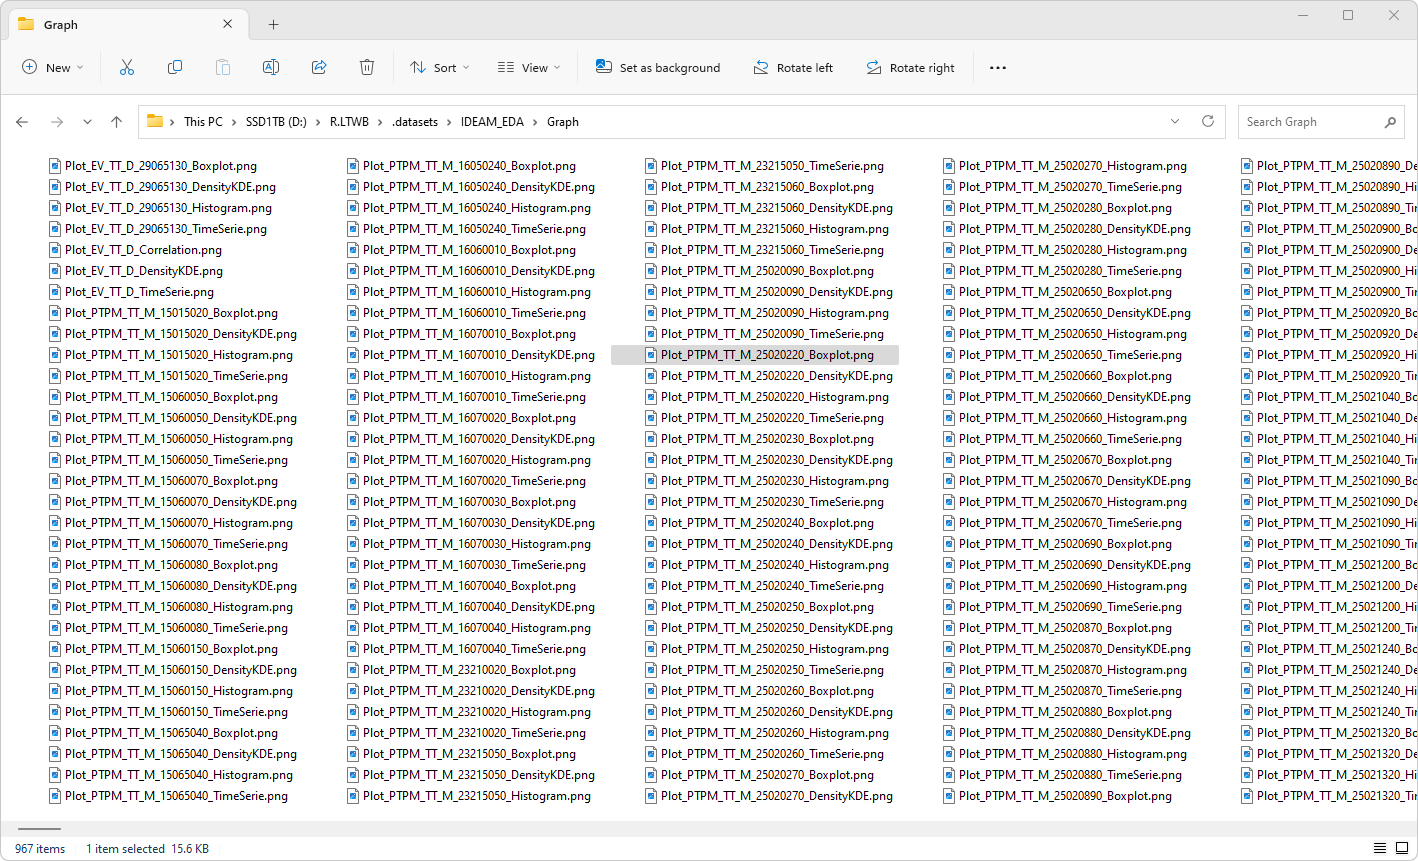 Graph
New
Sort
View
Set as background
Rotate left
Rotate right
This PC
SSD1TB (D:)
R.LTWB
.datasets
IDEAM_EDA
Graph
Search Graph
Plot_EV_TT_D_29065130_Boxplot.png
Plot_EV_TT_D_29065130_DensityKDE.png
Plot_EV_TT_D_29065130_Histogram.png
Plot_EV_TT_D_29065130_TimeSerie.png
Plot_EV_TT_D_Correlation.png
Plot_EV_TT_D_DensityKDE.png
Plot_EV_TT_D_TimeSerie.png
Plot_PTPM_TT_M_15015020_Boxplot.png
Plot_PTPM_TT_M_15015020_DensityKDE.png
Plot_PTPM_TT_M_15015020_Histogram.png
Plot_PTPM_TT_M_15015020_TimeSerie.png
Plot_PTPM_TT_M_15060050_Boxplot.png
Plot_PTPM_TT_M_15060050_DensityKDE.png
Plot_PTPM_TT_M_15060050_Histogram.png
Plot_PTPM_TT_M_15060050_TimeSerie.png
Plot_PTPM_TT_M_15060070_Boxplot.png
Plot_PTPM_TT_M_15060070_DensityKDE.png
Plot_PTPM_TT_M_15060070_Histogram.png
Plot_PTPM_TT_M_15060070_TimeSerie.png
Plot_PTPM_TT_M_15060080_Boxplot.png
Plot_PTPM_TT_M_15060080_DensityKDE.png
Plot_PTPM_TT_M_15060080_Histogram.png
Plot_PTPM_TT_M_15060080_TimeSerie.png
Plot_PTPM_TT_M_15060150_Boxplot.png
Plot_PTPM_TT_M_15060150_DensityKDE.png
Plot_PTPM_TT_M_15060150_Histogram.png
Plot_PTPM_TT_M_15060150_TimeSerie.png
Plot_PTPM_TT_M_15065040_Boxplot.png
Plot_PTPM_TT_M_15065040_DensityKDE.png
Plot_PTPM_TT_M_15065040_Histogram.png
Plot_PTPM_TT_M_15065040_TimeSerie.png
Plot_PTPM_TT_M_16050240_Boxplot.png
Plot_PTPM_TT_M_16050240_DensityKDE.png
Plot_PTPM_TT_M_16050240_Histogram.png
Plot_PTPM_TT_M_16050240_TimeSerie.png
Plot_PTPM_TT_M_16060010_Boxplot.png
Plot_PTPM_TT_M_16060010_DensityKDE.png
Plot_PTPM_TT_M_16060010_Histogram.png
Plot_PTPM_TT_M_16060010_TimeSerie.png
Plot_PTPM_TT_M_16070010_Boxplot.png
Plot_PTPM_TT_M_16070010_DensityKDE.png
Plot_PTPM_TT_M_16070010_Histogram.png
Plot_PTPM_TT_M_16070010_TimeSerie.png
Plot_PTPM_TT_M_16070020_Boxplot.png
Plot_PTPM_TT_M_16070020_DensityKDE.png
Plot_PTPM_TT_M_16070020_Histogram.png
Plot_PTPM_TT_M_16070020_TimeSerie.png
Plot_PTPM_TT_M_16070030_Boxplot.png
Plot_PTPM_TT_M_16070030_DensityKDE.png
Plot_PTPM_TT_M_16070030_Histogram.png
Plot_PTPM_TT_M_16070030_TimeSerie.png
Plot_PTPM_TT_M_16070040_Boxplot.png
Plot_PTPM_TT_M_16070040_DensityKDE.png
Plot_PTPM_TT_M_16070040_Histogram.png
Plot_PTPM_TT_M_16070040_TimeSerie.png
Plot_PTPM_TT_M_23210020_Boxplot.png
Plot_PTPM_TT_M_23210020_DensityKDE.png
Plot_PTPM_TT_M_23210020_Histogram.png
Plot_PTPM_TT_M_23210020_TimeSerie.png
Plot_PTPM_TT_M_23215050_Boxplot.png
Plot_PTPM_TT_M_23215050_DensityKDE.png
Plot_PTPM_TT_M_23215050_Histogram.png
Plot_PTPM_TT_M_23215050_TimeSerie.png
Plot_PTPM_TT_M_23215060_Boxplot.png
Plot_PTPM_TT_M_23215060_DensityKDE.png
Plot_PTPM_TT_M_23215060_Histogram.png
Plot_PTPM_TT_M_23215060_TimeSerie.png
Plot_PTPM_TT_M_25020090_Boxplot.png
Plot_PTPM_TT_M_25020090_DensityKDE.png
Plot_PTPM_TT_M_25020090_Histogram.png
Plot_PTPM_TT_M_25020090_TimeSerie.png
Plot_PTPM_TT_M_25020220_Boxplot.png
Plot_PTPM_TT_M_25020220_DensityKDE.png
Plot_PTPM_TT_M_25020220_Histogram.png
Plot_PTPM_TT_M_25020220_TimeSerie.png
Plot_PTPM_TT_M_25020230_Boxplot.png
Plot_PTPM_TT_M_25020230_DensityKDE.png
Plot_PTPM_TT_M_25020230_Histogram.png
Plot_PTPM_TT_M_25020230_TimeSerie.png
Plot_PTPM_TT_M_25020240_Boxplot.png
Plot_PTPM_TT_M_25020240_DensityKDE.png
Plot_PTPM_TT_M_25020240_Histogram.png
Plot_PTPM_TT_M_25020240_TimeSerie.png
Plot_PTPM_TT_M_25020250_Boxplot.png
Plot_PTPM_TT_M_25020250_DensityKDE.png
Plot_PTPM_TT_M_25020250_Histogram.png
Plot_PTPM_TT_M_25020250_TimeSerie.png
Plot_PTPM_TT_M_25020260_Boxplot.png
Plot_PTPM_TT_M_25020260_DensityKDE.png
Plot_PTPM_TT_M_25020260_Histogram.png
Plot_PTPM_TT_M_25020260_TimeSerie.png
Plot_PTPM_TT_M_25020270_Boxplot.png
Plot_PTPM_TT_M_25020270_DensityKDE.png
Plot_PTPM_TT_M_25020270_Histogram.png
Plot_PTPM_TT_M_25020270_TimeSerie.png
Plot_PTPM_TT_M_25020280_Boxplot.png
Plot_PTPM_TT_M_25020280_DensityKDE.png
Plot_PTPM_TT_M_25020280_Histogram.png
Plot_PTPM_TT_M_25020280_TimeSerie.png
Plot_PTPM_TT_M_25020650_Boxplot.png
Plot_PTPM_TT_M_25020650_DensityKDE.png
Plot_PTPM_TT_M_25020650_Histogram.png
Plot_PTPM_TT_M_25020650_TimeSerie.png
Plot_PTPM_TT_M_25020660_Boxplot.png
Plot_PTPM_TT_M_25020660_DensityKDE.png
Plot_PTPM_TT_M_25020660_Histogram.png
Plot_PTPM_TT_M_25020660_TimeSerie.png
Plot_PTPM_TT_M_25020670_Boxplot.png
Plot_PTPM_TT_M_25020670_DensityKDE.png
Plot_PTPM_TT_M_25020670_Histogram.png
Plot_PTPM_TT_M_25020670_TimeSerie.png
Plot_PTPM_TT_M_25020690_Boxplot.png
Plot_PTPM_TT_M_25020690_DensityKDE.png
Plot_PTPM_TT_M_25020690_Histogram.png
Plot_PTPM_TT_M_25020690_TimeSerie.png
Plot_PTPM_TT_M_25020870_Boxplot.png
Plot_PTPM_TT_M_25020870_DensityKDE.png
Plot_PTPM_TT_M_25020870_Histogram.png
Plot_PTPM_TT_M_25020870_TimeSerie.png
Plot_PTPM_TT_M_25020880_Boxplot.png
Plot_PTPM_TT_M_25020880_DensityKDE.png
Plot_PTPM_TT_M_25020880_Histogram.png
Plot_PTPM_TT_M_25020880_TimeSerie.png
Plot_PTPM_TT_M_25020890_Boxplot.png
Plot_PTPM_TT_M_25020890_De
Plot_PTPM_TT_M_25020890_Hi
Plot_PTPM_TT_M_25020890_Ti
Plot_PTPM_TT_M_25020900_Bo
Plot_PTPM_TT_M_25020900_De
Plot_PTPM_TT_M_25020900_Hi
Plot_PTPM_TT_M_25020900_Ti
Plot_PTPM_TT_M_25020920_Bo
Plot_PTPM_TT_M_25020920_De
Plot_PTPM_TT_M_25020920_Hi
Plot_PTPM_TT_M_25020920_Ti
Plot_PTPM_TT_M_25021040_Bo
Plot_PTPM_TT_M_25021040_De
Plot_PTPM_TT_M_25021040_Hi
Plot_PTPM_TT_M_25021040_Ti
Plot_PTPM_TT_M_25021090_Bo
Plot_PTPM_TT_M_25021090_De
Plot_PTPM_TT_M_25021090_Hi
Plot_PTPM_TT_M_25021090_Ti
Plot_PTPM_TT_M_25021200_Bo
Plot_PTPM_TT_M_25021200_De
Plot_PTPM_TT_M_25021200_Hi
Plot_PTPM_TT_M_25021200_Ti
Plot_PTPM_TT_M_25021240_Bo
Plot_PTPM_TT_M_25021240_De
Plot_PTPM_TT_M_25021240_Hi
Plot_PTPM_TT_M_25021240_Ti
Plot_PTPM_TT_M_25021320_Bo
Plot_PTPM_TT_M_25021320_De
Plot_PTPM_TT_M_25021320_Hi
Plot_PTPM_TT_M_25021320_Ti
967 items
1 item selected 15.6 KB